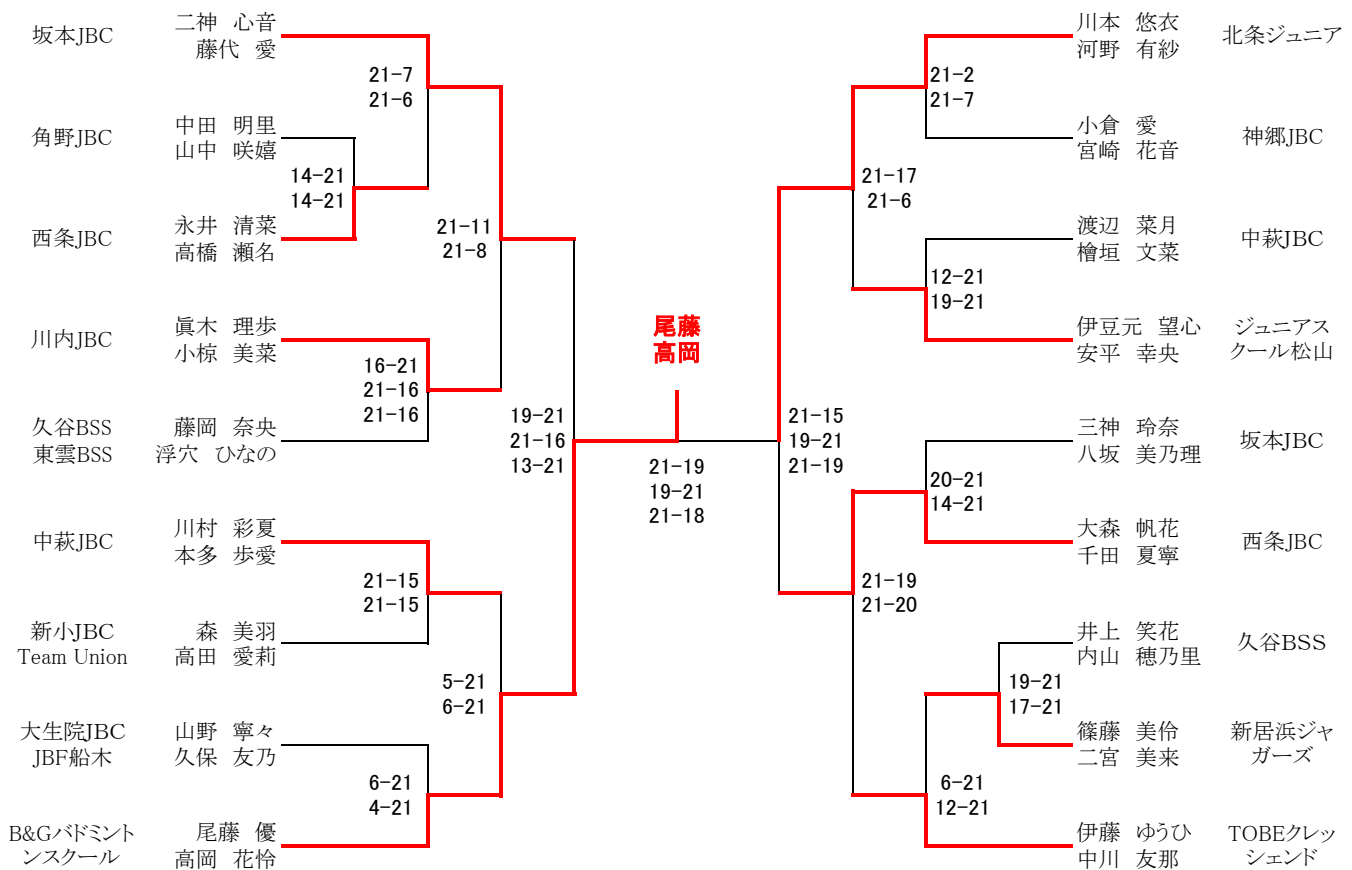 坂本JBC
二神 心音
藤代 愛
21-7
21-6
角野JBC
中田 明里
山中 咲嬉
14-21
14-21
西条JBC
永井 清菜
高橋 瀬名
21-11
21-8
川内JBC
眞木 理歩
小椋 美菜
16-21
21-16
21-16
久谷BSS
東雲BSS
藤岡 奈央
浮穴 ひなの
19-21
21-16
13-21
中萩JBC
川村 彩夏
本多 歩愛
21-15
21-15
新小JBC
Team Union
森 美羽
高田 愛莉
5-21
6-21
大生院JBC
JBF船木
山野 寧々
久保 友乃
6-21
4-21
B&Gバドミント
ンスクール
尾藤 優
高岡 花怜
尾藤
高岡
21-19
19-21
21-18
川本 悠衣
河野 有紗
北条ジュニア
21-2
21-7
小倉 愛
宮崎 花音
神郷JBC
21-17
21-6
渡辺 菜月
檜垣 文菜
中萩JBC
12-21
19-21
伊豆元 望心
安平 幸央
ジュニアス
クール松山
21-15
19-21
21-19
三神 玲奈
八坂 美乃理
坂本JBC
20-21
14-21
大森 帆花
千田 夏寧
西条JBC
21-19
21-20
井上 笑花
内山 穂乃里
久谷BSS
19-21
17-21
篠藤 美伶
二宮 美来
新居浜ジャ
ガーズ
6-21
12-21
伊藤 ゆうひ
中川 友那
TOBEクレッ
シェンド